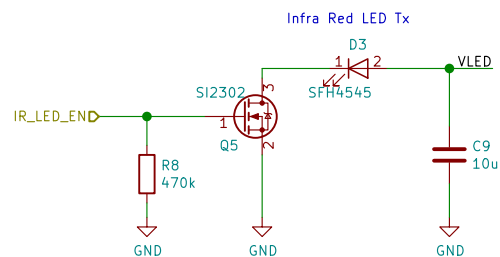 Infra Red LED Tx
D3
1
2
VLED
SI2302
3
SFH4545
IR_LED_EN
1
Q5
2
R8
470k
C9
10u
GND
GND
GND